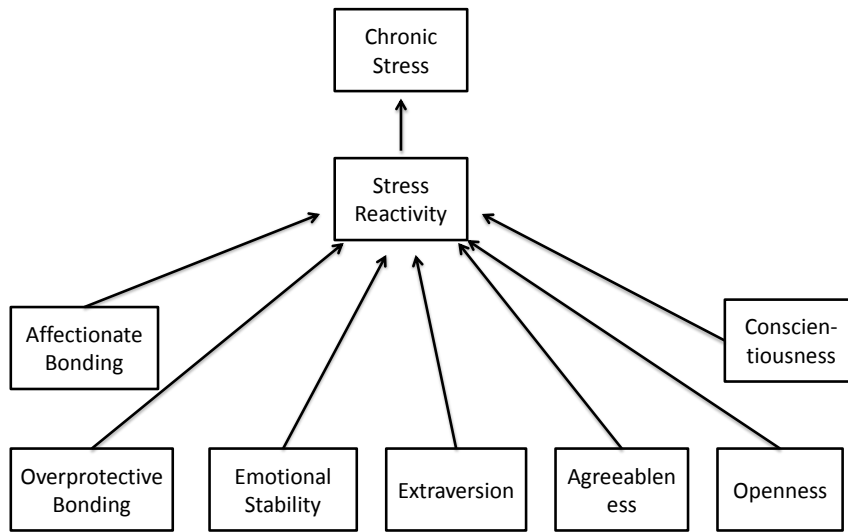 Chronic
Stress
Stress
Reactivity
Affectionate
Bonding
Conscien-
tiousness
Overprotective
Bonding
Emotional
Stability
Extraversion
Agreeablen
ess
Openness